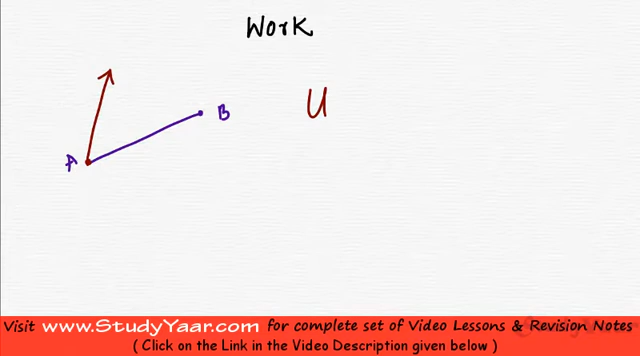 Work
A
B
U
Visit www.StudyYaar.com for complete set of Video Lessons & Revision Notes
( Click on the Link in the Video Description given below )